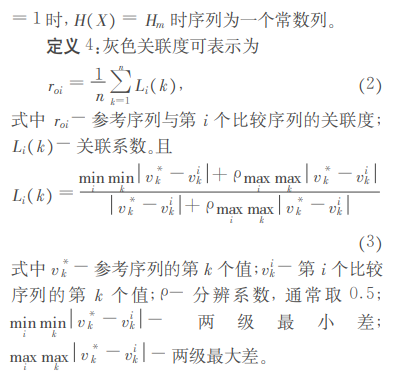 =1时,H(X)=Hm时序列为一个常数列。
定义4:灰色关联度可表示为
r_{oi}=\frac{1}{n}\sum_{k=1}^{n}L_i(k), (2)
式中 r_{oi}— 参考序列与第 i 个比较序列的关联度;
L_i(k)— 关联系数。且
L_i(k)=\frac{\min_i\min_k|v_k^*-v_k^i|+ρ\max_i\max_k|v_k^*-v_k^i|}{|v_k^*-v_k^i|+ρ\max_i\max_k|v_k^*-v_k^i|}
(3)
式中 v_k^*— 参考序列的第 k 个值;v_k^i— 第 i 个比较
序列的第 k 个值;ρ— 分辨系数,通常取 0.5;
\min_i\min_k|v_k^*-v_k^i|— 两级最小差;
\max_i\max_k|v_k^*-v_k^i|— 两级最大差。